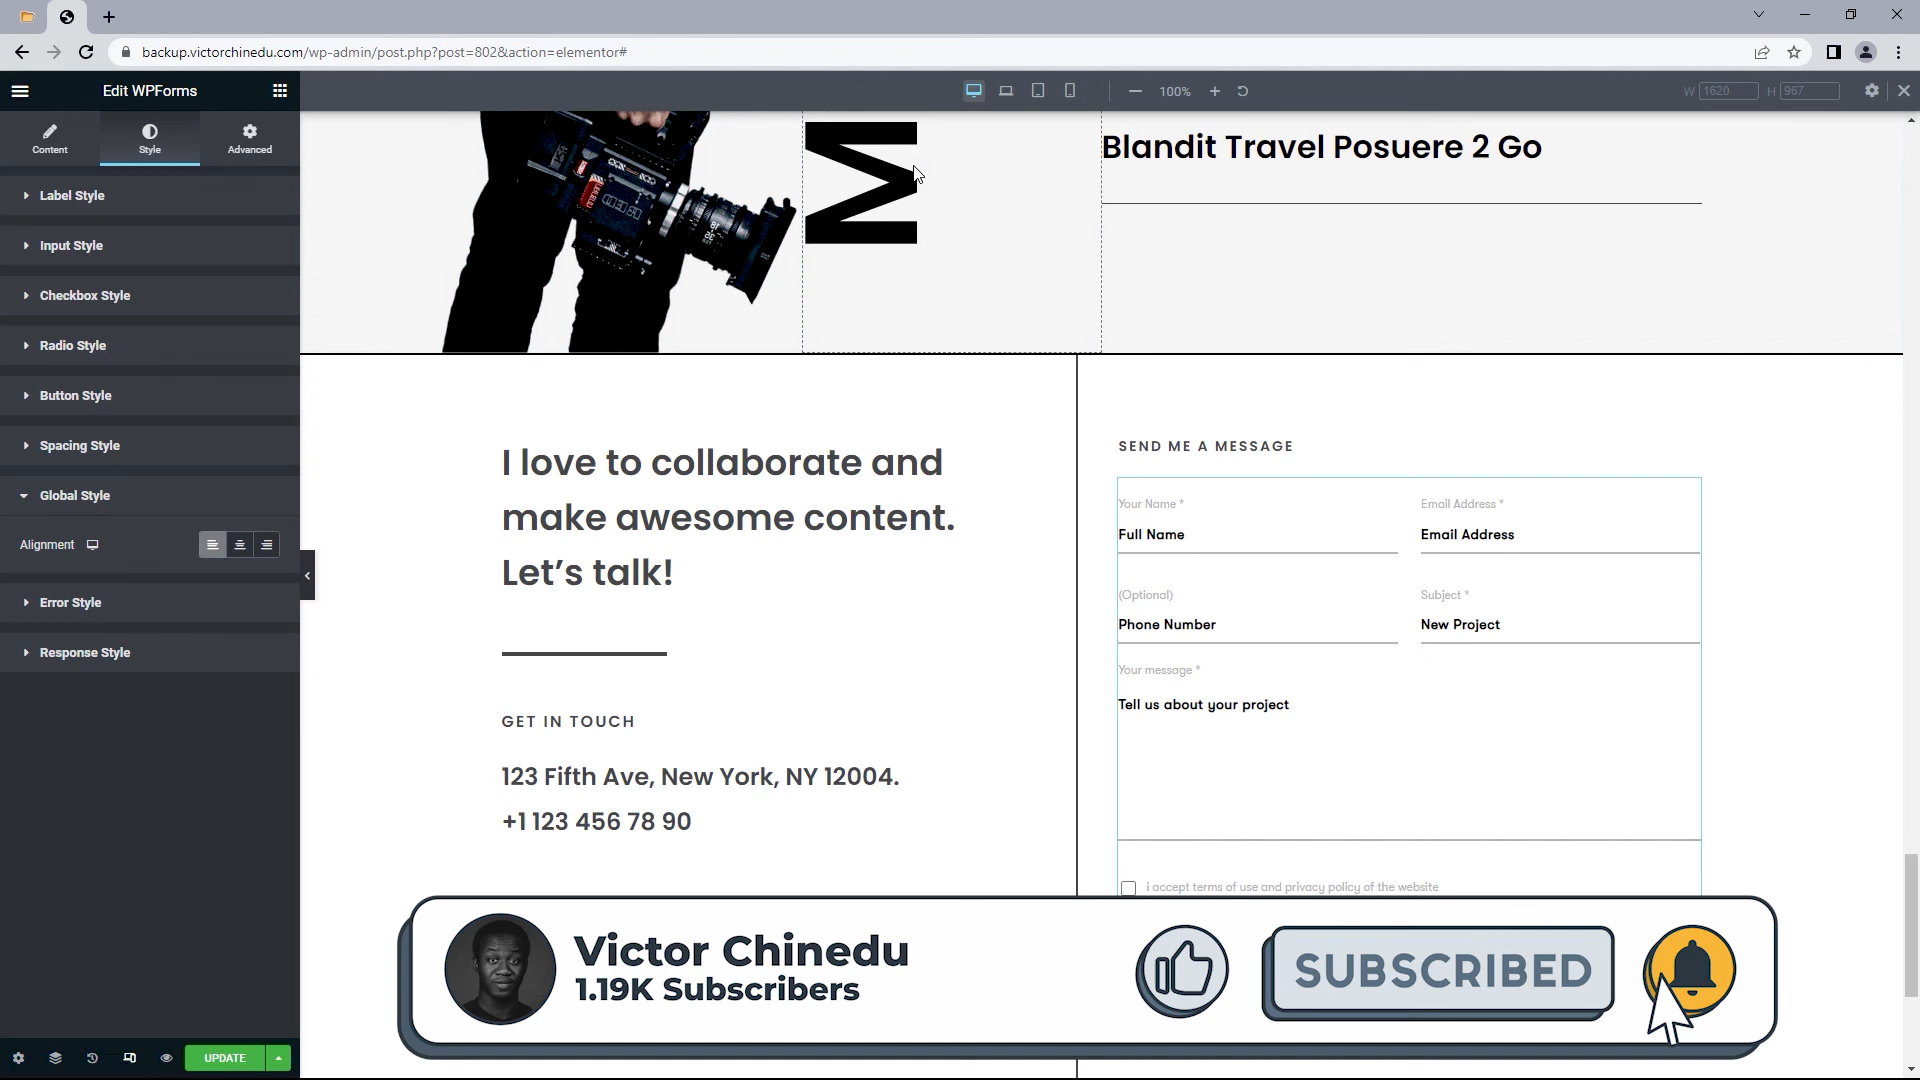 backup.victorchinedu.com/wp-admin/post.php?post=802&action=elementor#
Edit WPForms
100%
W 1620 H 967
Content
Style
Advanced
Label Style
Input Style
Checkbox Style
Radio Style
Button Style
Spacing Style
Global Style
Alignment
Error Style
Response Style
UPDATE
M
Blandit Travel Posuere 2 Go
I love to collaborate and
make awesome content.
Let’s talk!
GET IN TOUCH
123 Fifth Ave, New York, NY 12004.
+1 123 456 78 90
SEND ME A MESSAGE
Your Name *
Email Address *
Full Name
Email Address
(Optional)
Subject *
Phone Number
New Project
Your message *
Tell us about your project
i accept terms of use and privacy policy of the website
Victor Chinedu
1.19K Subscribers
SUBSCRIBED